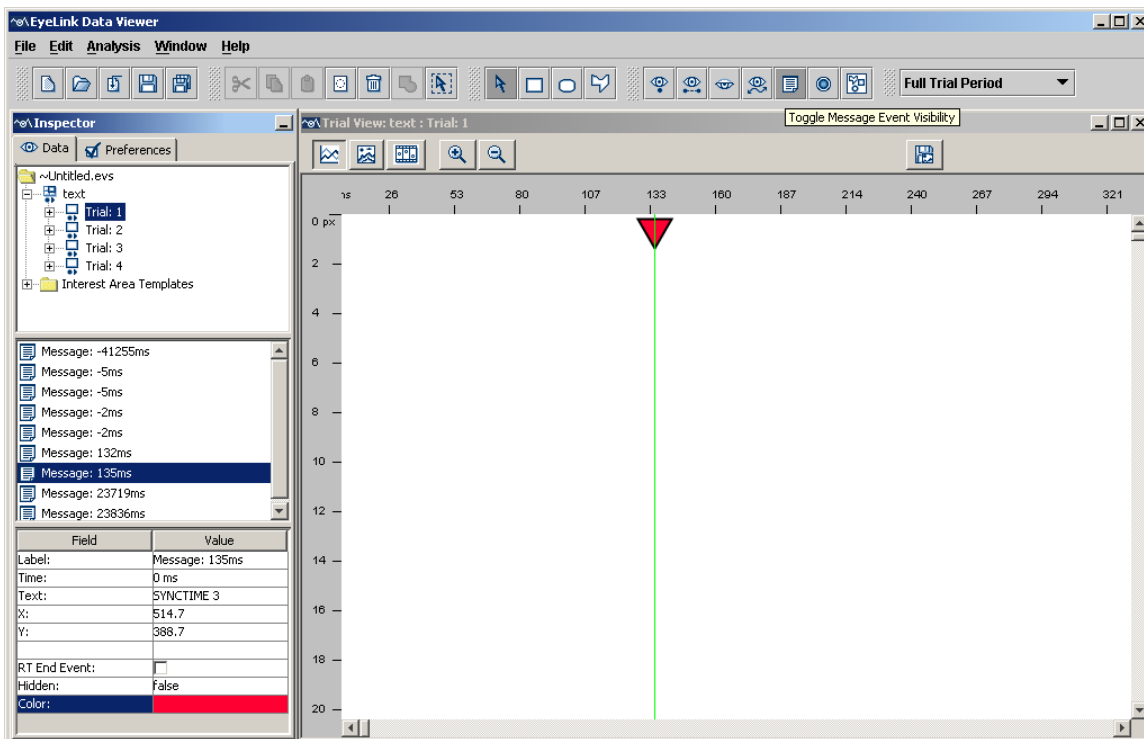 EyeLink Data Viewer
File Edit Analysis Window Help
Full Trial Period
Toggle Message Event Visibility
Inspector
Data Preferences
~Untitled.evs
text
Trial: 1
Trial: 2
Trial: 3
Trial: 4
Interest Area Templates
Message: -41255ms
Message: -5ms
Message: -5ms
Message: -2ms
Message: -2ms
Message: 132ms
Message: 135ms
Message: 23719ms
Message: 23836ms
Field Value
Label: Message: 135ms
Time: 0 ms
Text: SYNCTIME 3
X: 514.7
Y: 388.7
RT End Event:
Hidden: false
Color:
Trial View: text : Trial: 1
26 53 80 107 133 160 187 214 240 267 294 321
0 px
2
4
6
8
10
12
14
16
18
20